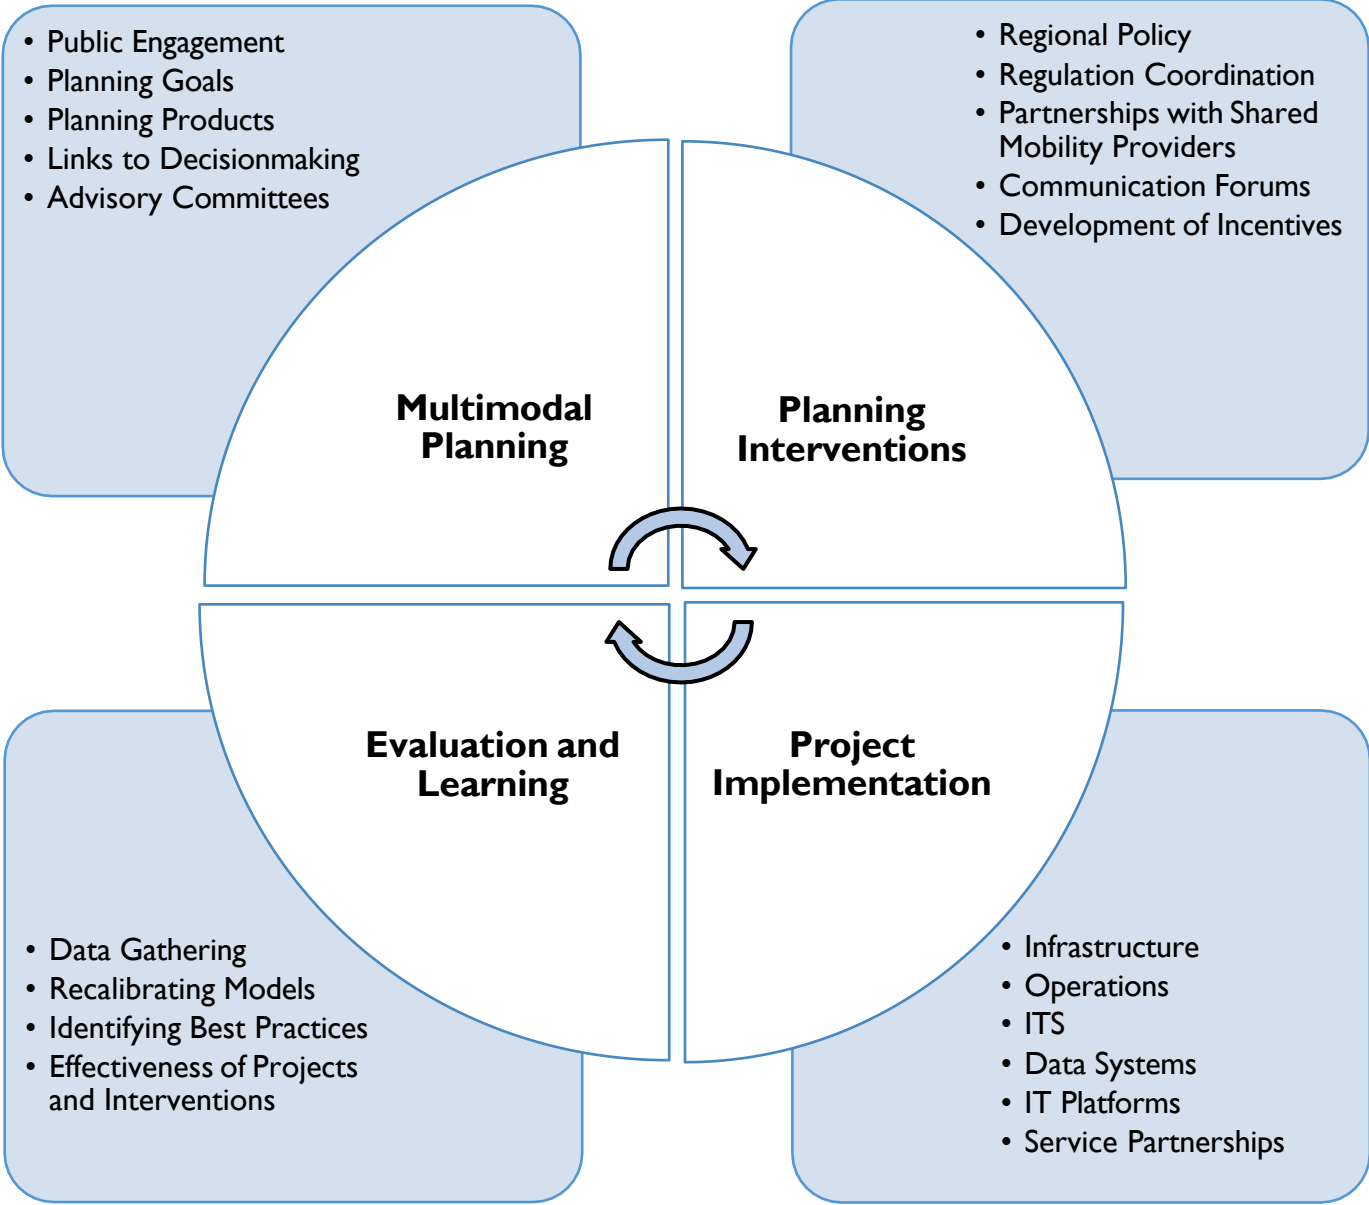 • Public Engagement
• Planning Goals
• Planning Products
• Links to Decisionmaking
• Advisory Committees
• Regional Policy
• Regulation Coordination
• Partnerships with Shared
Mobility Providers
• Communication Forums
• Development of Incentives
Multimodal
Planning
Planning
Interventions
Evaluation and
Learning
Project
Implementation
• Data Gathering
• Recalibrating Models
• Identifying Best Practices
• Effectiveness of Projects
and Interventions
• Infrastructure
• Operations
• ITS
• Data Systems
• IT Platforms
• Service Partnerships